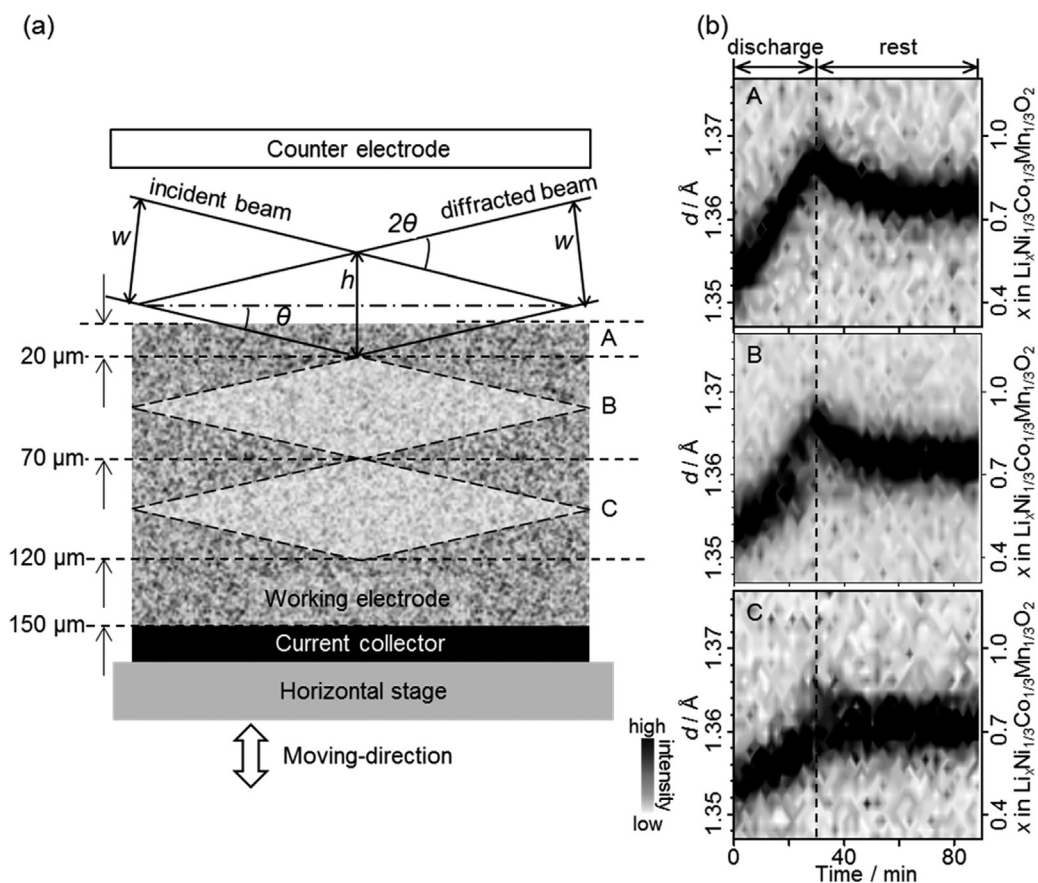 (a)
Counter electrode
incident beam
diffracted beam
w
2θ
w
h
θ
A
20 μm
B
70 μm
C
120 μm
Working electrode
150 μm
Current collector
Horizontal stage
Moving-direction
high
intensity
low
(b)
discharge
rest
A
1.37
1.36
1.35
d / Å
1.0
0.7
0.4
x in LixNi1/3Co1/3Mn1/3O2
B
1.37
1.36
1.35
d / Å
1.0
0.7
0.4
x in LixNi1/3Co1/3Mn1/3O2
C
1.37
1.36
1.35
d / Å
1.0
0.7
0.4
x in LixNi1/3Co1/3Mn1/3O2
0 40 80
Time / min